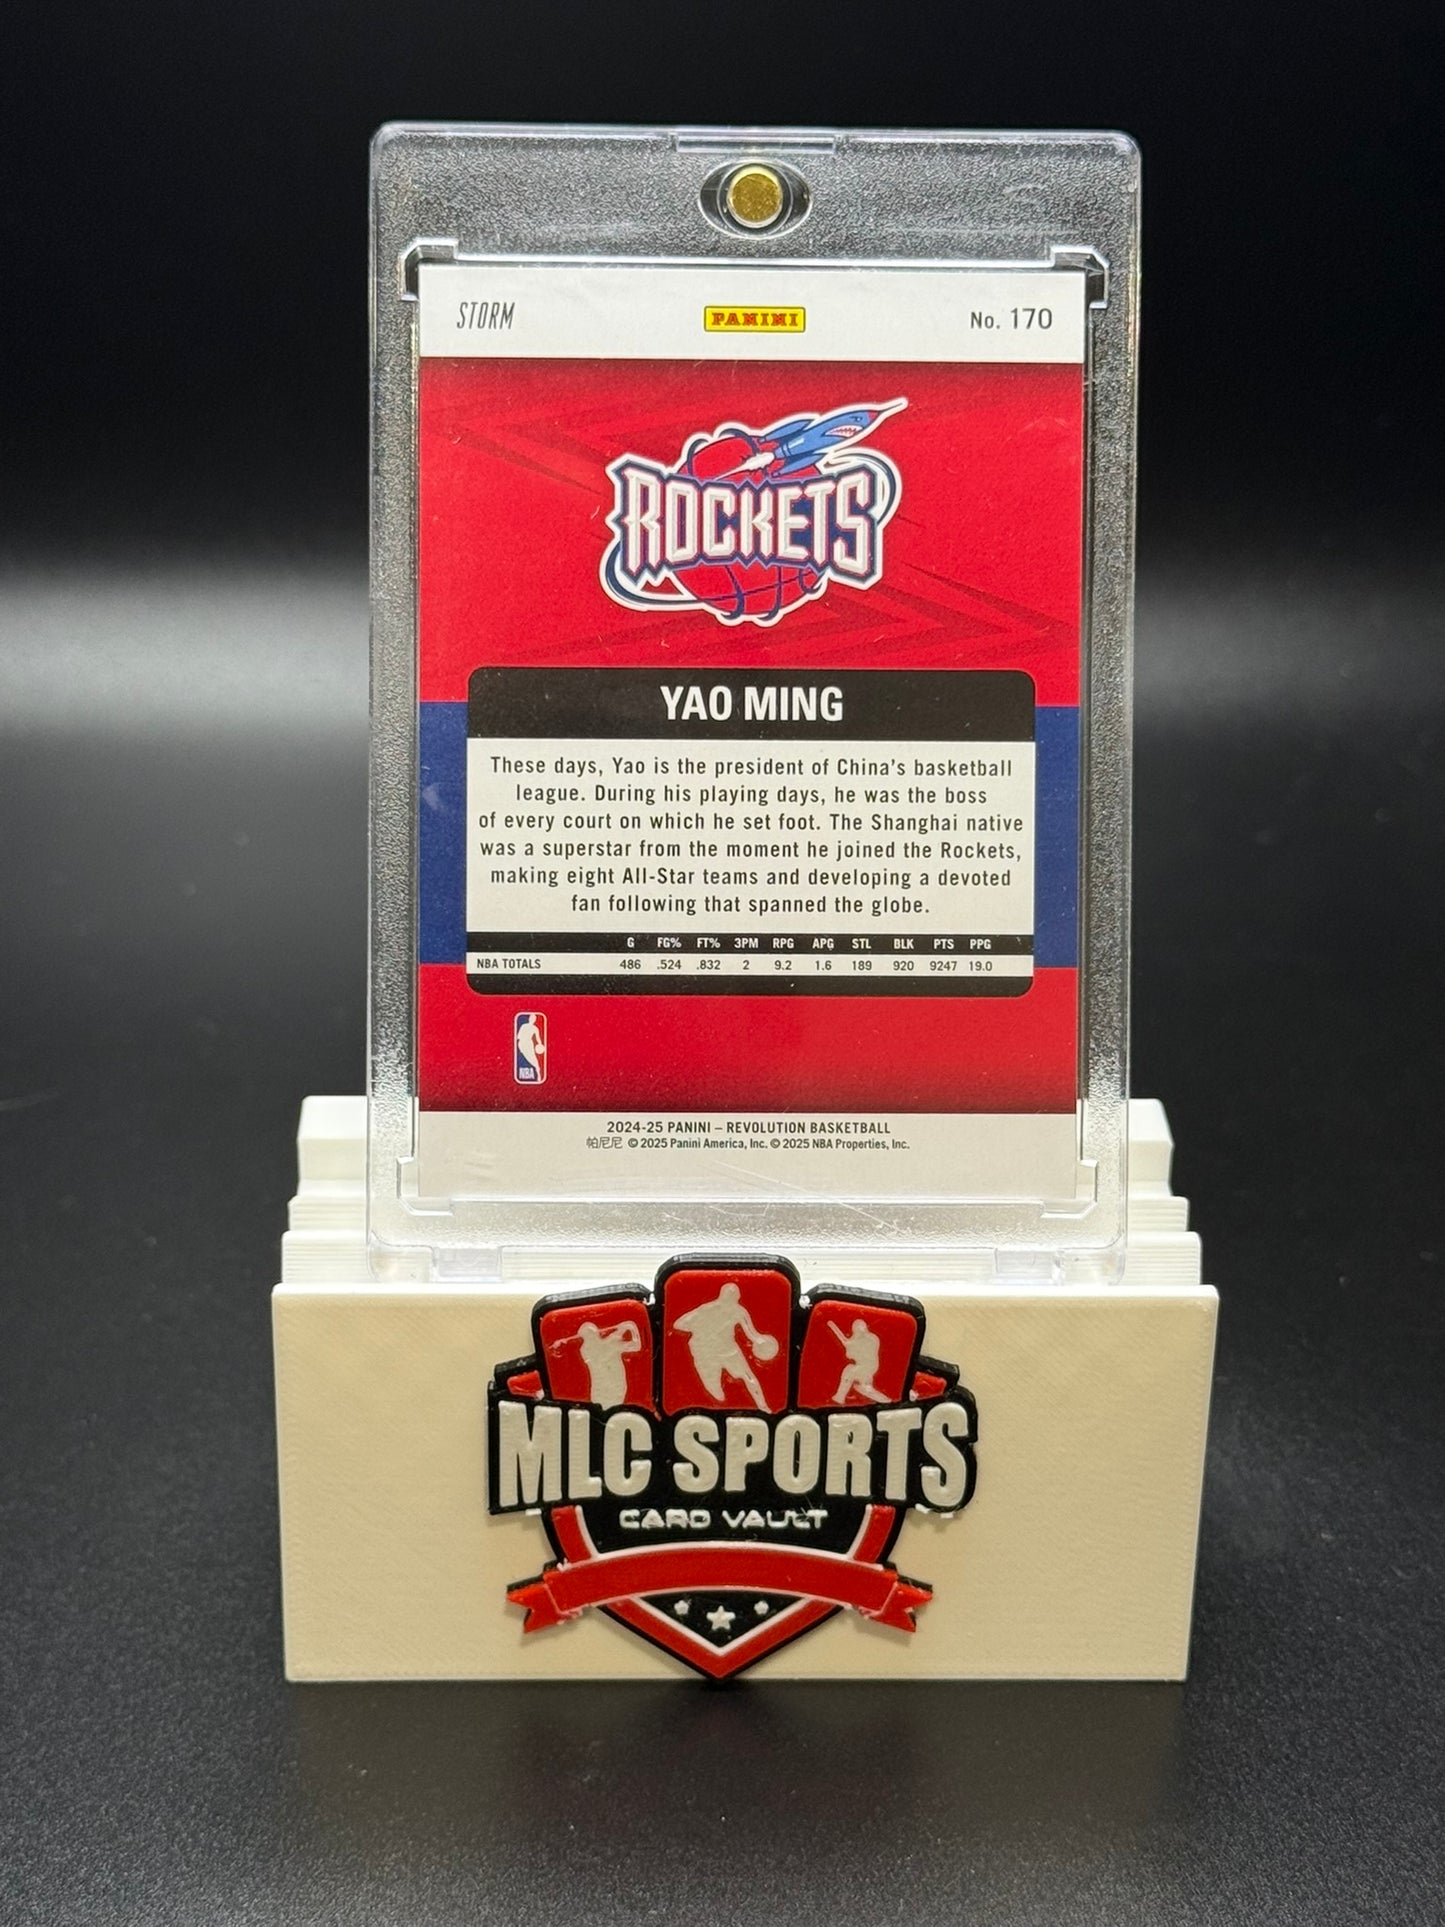 STORM
PANINI
No. 170
ROCKETS
YAO MING
These days, Yao is the president of China's basketball
league. During his playing days, he was the boss
of every court on which he set foot. The Shanghai native
was a superstar from the moment he joined the Rockets,
making eight All-Star teams and developing a devoted
fan following that spanned the globe.
G FG% FT% 3PM RPG APG STL BLK PTS PPG
NBA TOTALS 486 .524 .832 2 9.2 1.6 189 920 9247 19.0
NBA
2024-25 PANINI – REVOLUTION BASKETBALL
帕尼尼 © 2025 Panini America, Inc. © 2025 NBA Properties, Inc.
MLC SPORTS
CARD VAULT